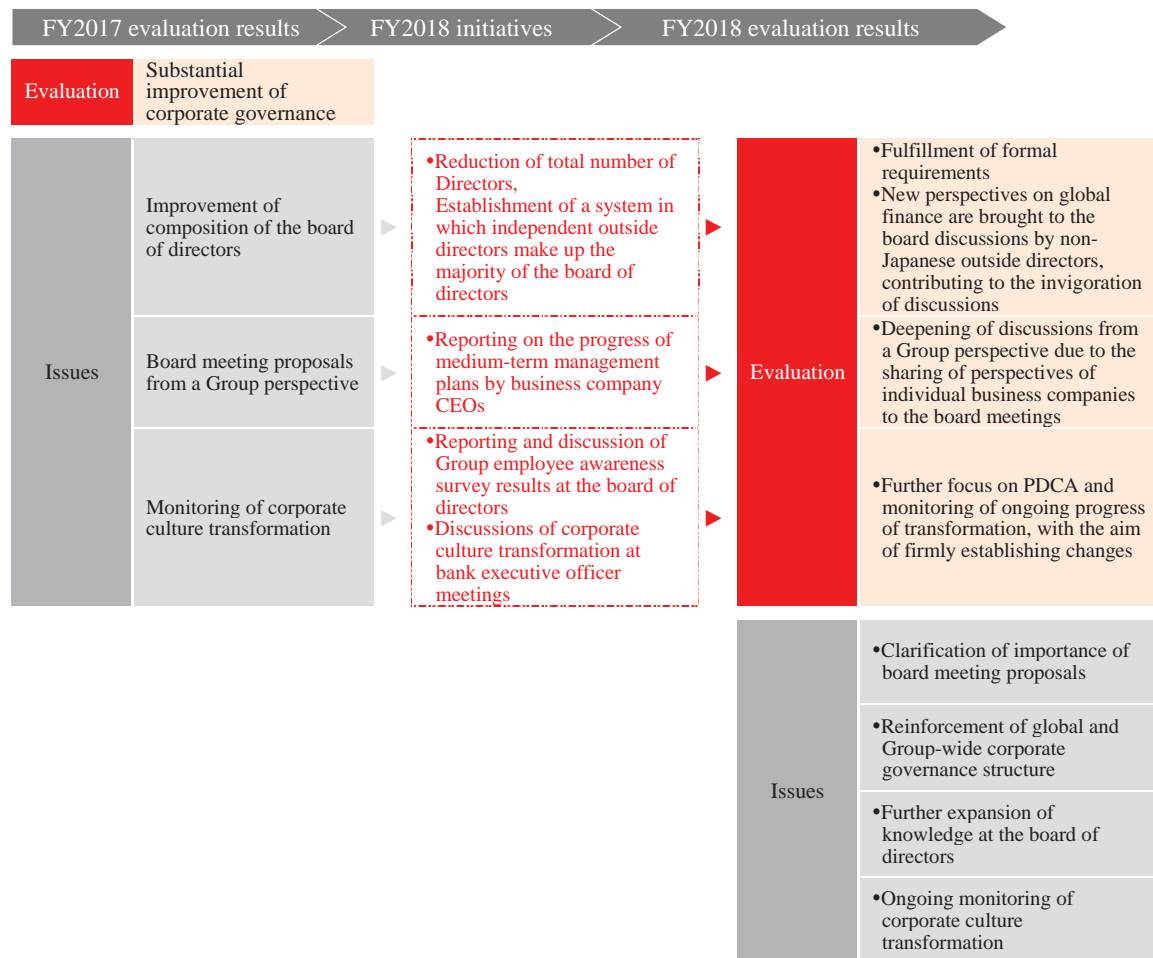 FY2017 evaluation results
FY2018 initiatives
FY2018 evaluation results
Evaluation
Substantial
improvement of
corporate governance
Issues
Improvement of
composition of the board
of directors
•Reduction of total number of
Directors,
Establishment of a system in
which independent outside
directors make up the
majority of the board of
directors
Board meeting proposals
from a Group perspective
•Reporting on the progress of
medium-term management
plans by business company
CEOs
Monitoring of corporate
culture transformation
•Reporting and discussion of
Group employee awareness
survey results at the board of
directors
•Discussions of corporate
culture transformation at
bank executive officer
meetings
Evaluation
•Fulfillment of formal
requirements
•New perspectives on global
finance are brought to the
board discussions by non-
Japanese outside directors,
contributing to the invigoration
of discussions
•Deepening of discussions from
a Group perspective due to the
sharing of perspectives of
individual business companies
to the board meetings
•Further focus on PDCA and
monitoring of ongoing progress
of transformation, with the aim
of firmly establishing changes
Issues
•Clarification of importance of
board meeting proposals
•Reinforcement of global and
Group-wide corporate
governance structure
•Further expansion of
knowledge at the board of
directors
•Ongoing monitoring of
corporate culture
transformation